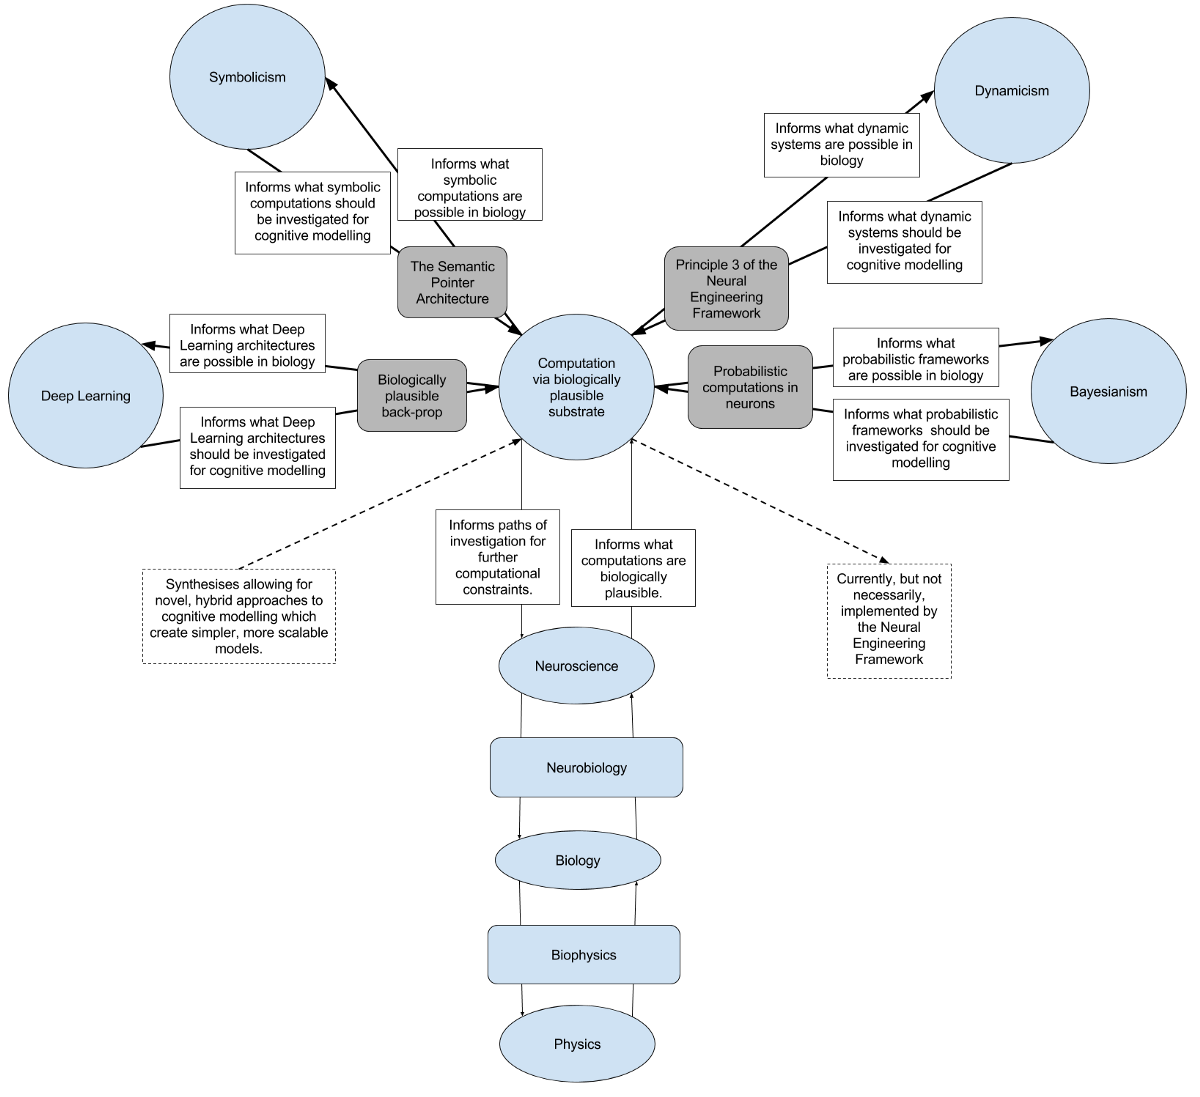 Symbolicism
Dynamicism
Informs what dynamic
systems are possible in
biology
Informs what
symbolic
computations are
possible in biology
Informs what symbolic
computations should
be investigated for
cognitive modelling
Informs what dynamic
systems should be
investigated for
cognitive modelling
The Semantic
Pointer
Architecture
Principle 3 of the
Neural
Engineering
Framework
Informs what Deep
Learning architectures
are possible in biology
Informs what
probabilistic frameworks
are possible in biology
Deep Learning
Biologically
plausible
back-prop
Computation
via biologically
plausible
substrate
Probabilistic
computations in
neurons
Bayesianism
Informs what Deep
Learning architectures
should be investigated
for cognitive modelling
Informs what probabilistic
frameworks  should be
investigated for cognitive
modelling
Informs paths of
investigation for
further
computational
constraints.
Informs what
computations are
biologically
plausible.
Synthesises allowing for
novel, hybrid approaches to
cognitive modelling which
create simpler, more scalable
models.
Currently, but not
necessarily,
implemented by
the Neural
Engineering
Framework
Neuroscience
Neurobiology
Biology
Biophysics
Physics